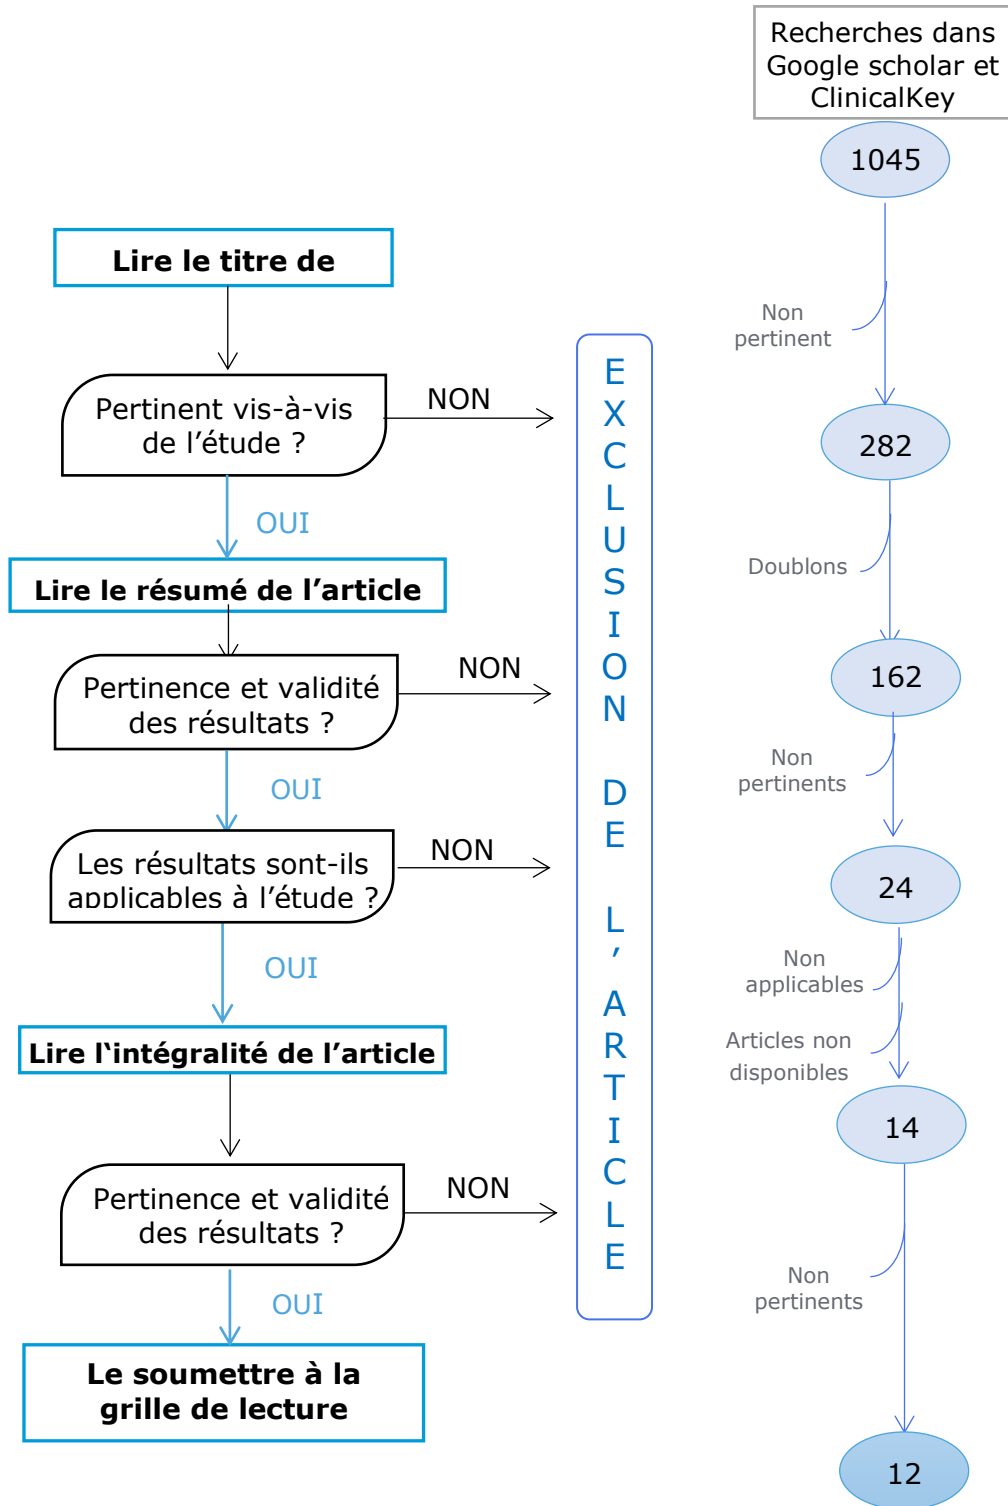 Recherches dans
Google scholar et
ClinicalKey
1045
Lire le titre de
Non
pertinent
Pertinent vis-à-vis
de l’étude ?
NON
282
OUI
Doublons
Lire le résumé de l’article
Pertinence et validité
des résultats ?
NON
162
Non
pertinents
OUI
Les résultats sont-ils
applicables à l’étude ?
NON
24
OUI
Non
applicables
Lire l‘intégralité de l’article
Articles non
disponibles
14
Pertinence et validité
des résultats ?
NON
Non
pertinents
OUI
Le soumettre à la
grille de lecture
12
EXCLUSION DE L’ARTICLE